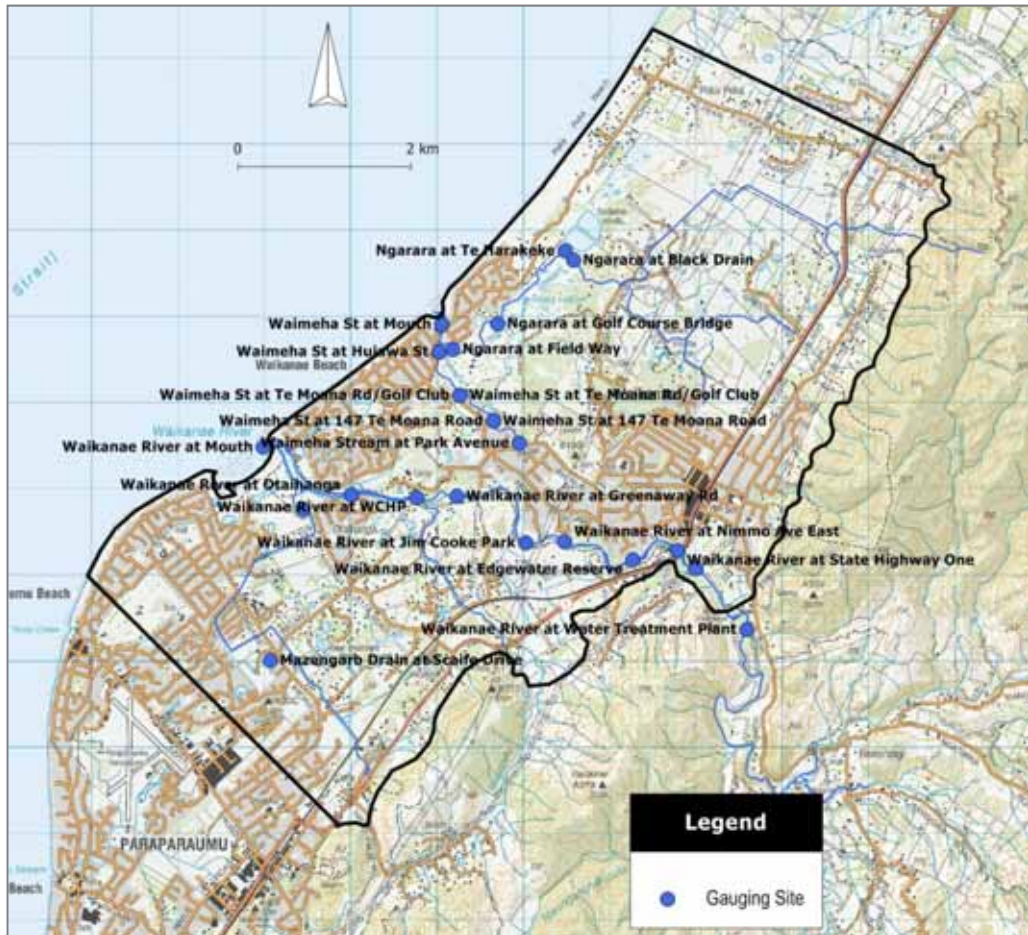 0 2 km
Peka Peka
Strait)
Ngarara at Te Harakeke
Ngarara at Black Drain
Waimeha St at Mouth
Ngarara at Golf Course Bridge
Waimeha St at Huiawa St
Ngarara at Field Way
Waikanae Beach
Waimeha St at Te Moana Rd/Golf Club
Waimeha St at Te Moana Rd/Golf Club
Waimeha St at 147 Te Moana Road
Waimeha St at 147 Te Moana Road
Waikanae River
Waikanae River at Mouth
Waimeha Stream at Park Avenue
Waikanae River at Otaihanga
Waikanae River at Greenaway Rd
Waikanae River at WCHP
Waikanae River at Nimmo Ave East
Waikanae River at Jim Cooke Park
Waikanae River at State Highway One
Waikanae River at Edgewater Reserve
Waikanae River at Water Treatment Plant
Mazengarb Drain at Scaife Drive
Beach
PARAPARAUMU
Beach
Legend
Gauging Site